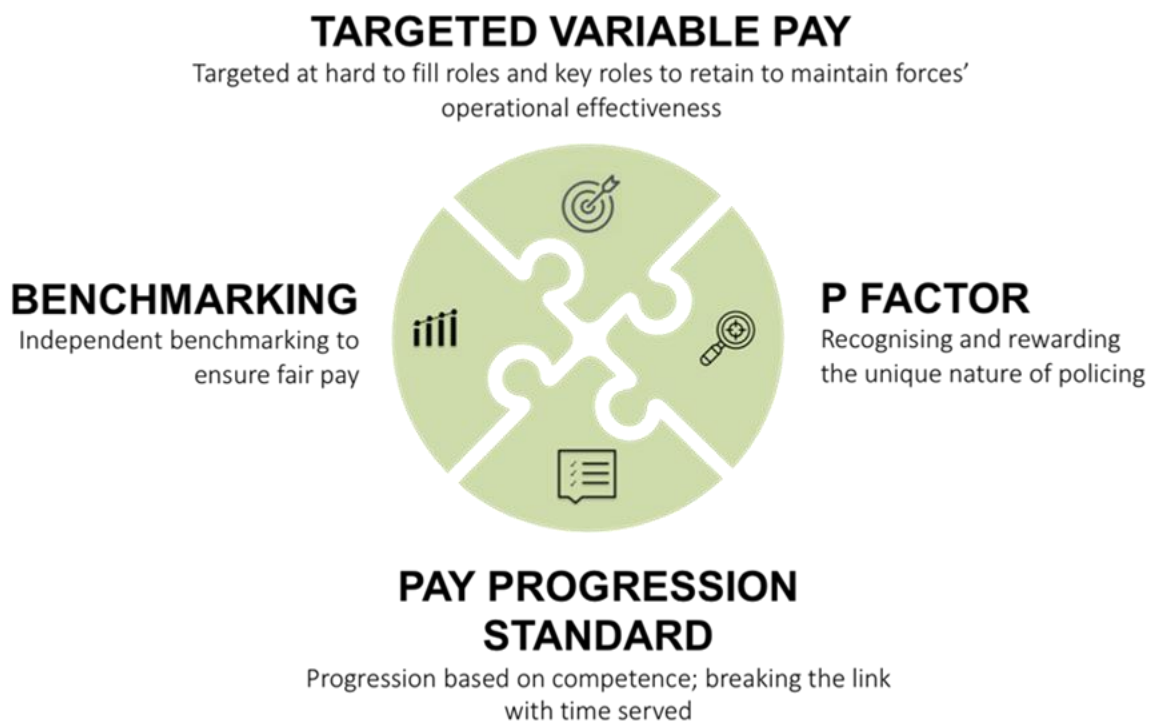 TARGETED VARIABLE PAY
Targeted at hard to fill roles and key roles to retain to maintain forces’
operational effectiveness
BENCHMARKING
Independent benchmarking to
ensure fair pay
P FACTOR
Recognising and rewarding
the unique nature of policing
PAY PROGRESSION
STANDARD
Progression based on competence; breaking the link
with time served